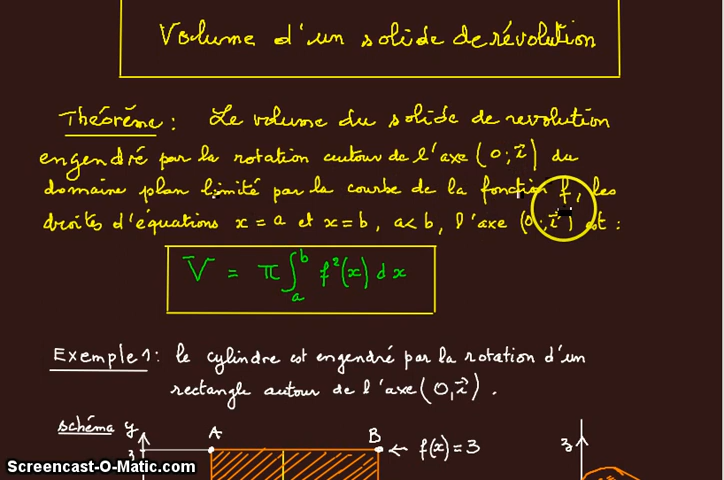 Volume d'un solide de révolution
Théorème : Le volume du solide de revolution
engendré par la rotation autour de l'axe (O ; i⃗) du
domaine plan limité par la courbe de la fonction f, les
droites d'équations x = a et x = b, a < b, l'axe (O ; i⃗) est :
V = π ∫_a^b f²(x) dx
Exemple 1 : le cylindre est engendré par la rotation d'un
rectangle autour de l'axe (O, i⃗).
schéma y
A B 3
3 ← f(x) = 3
Screencast-O-Matic.com